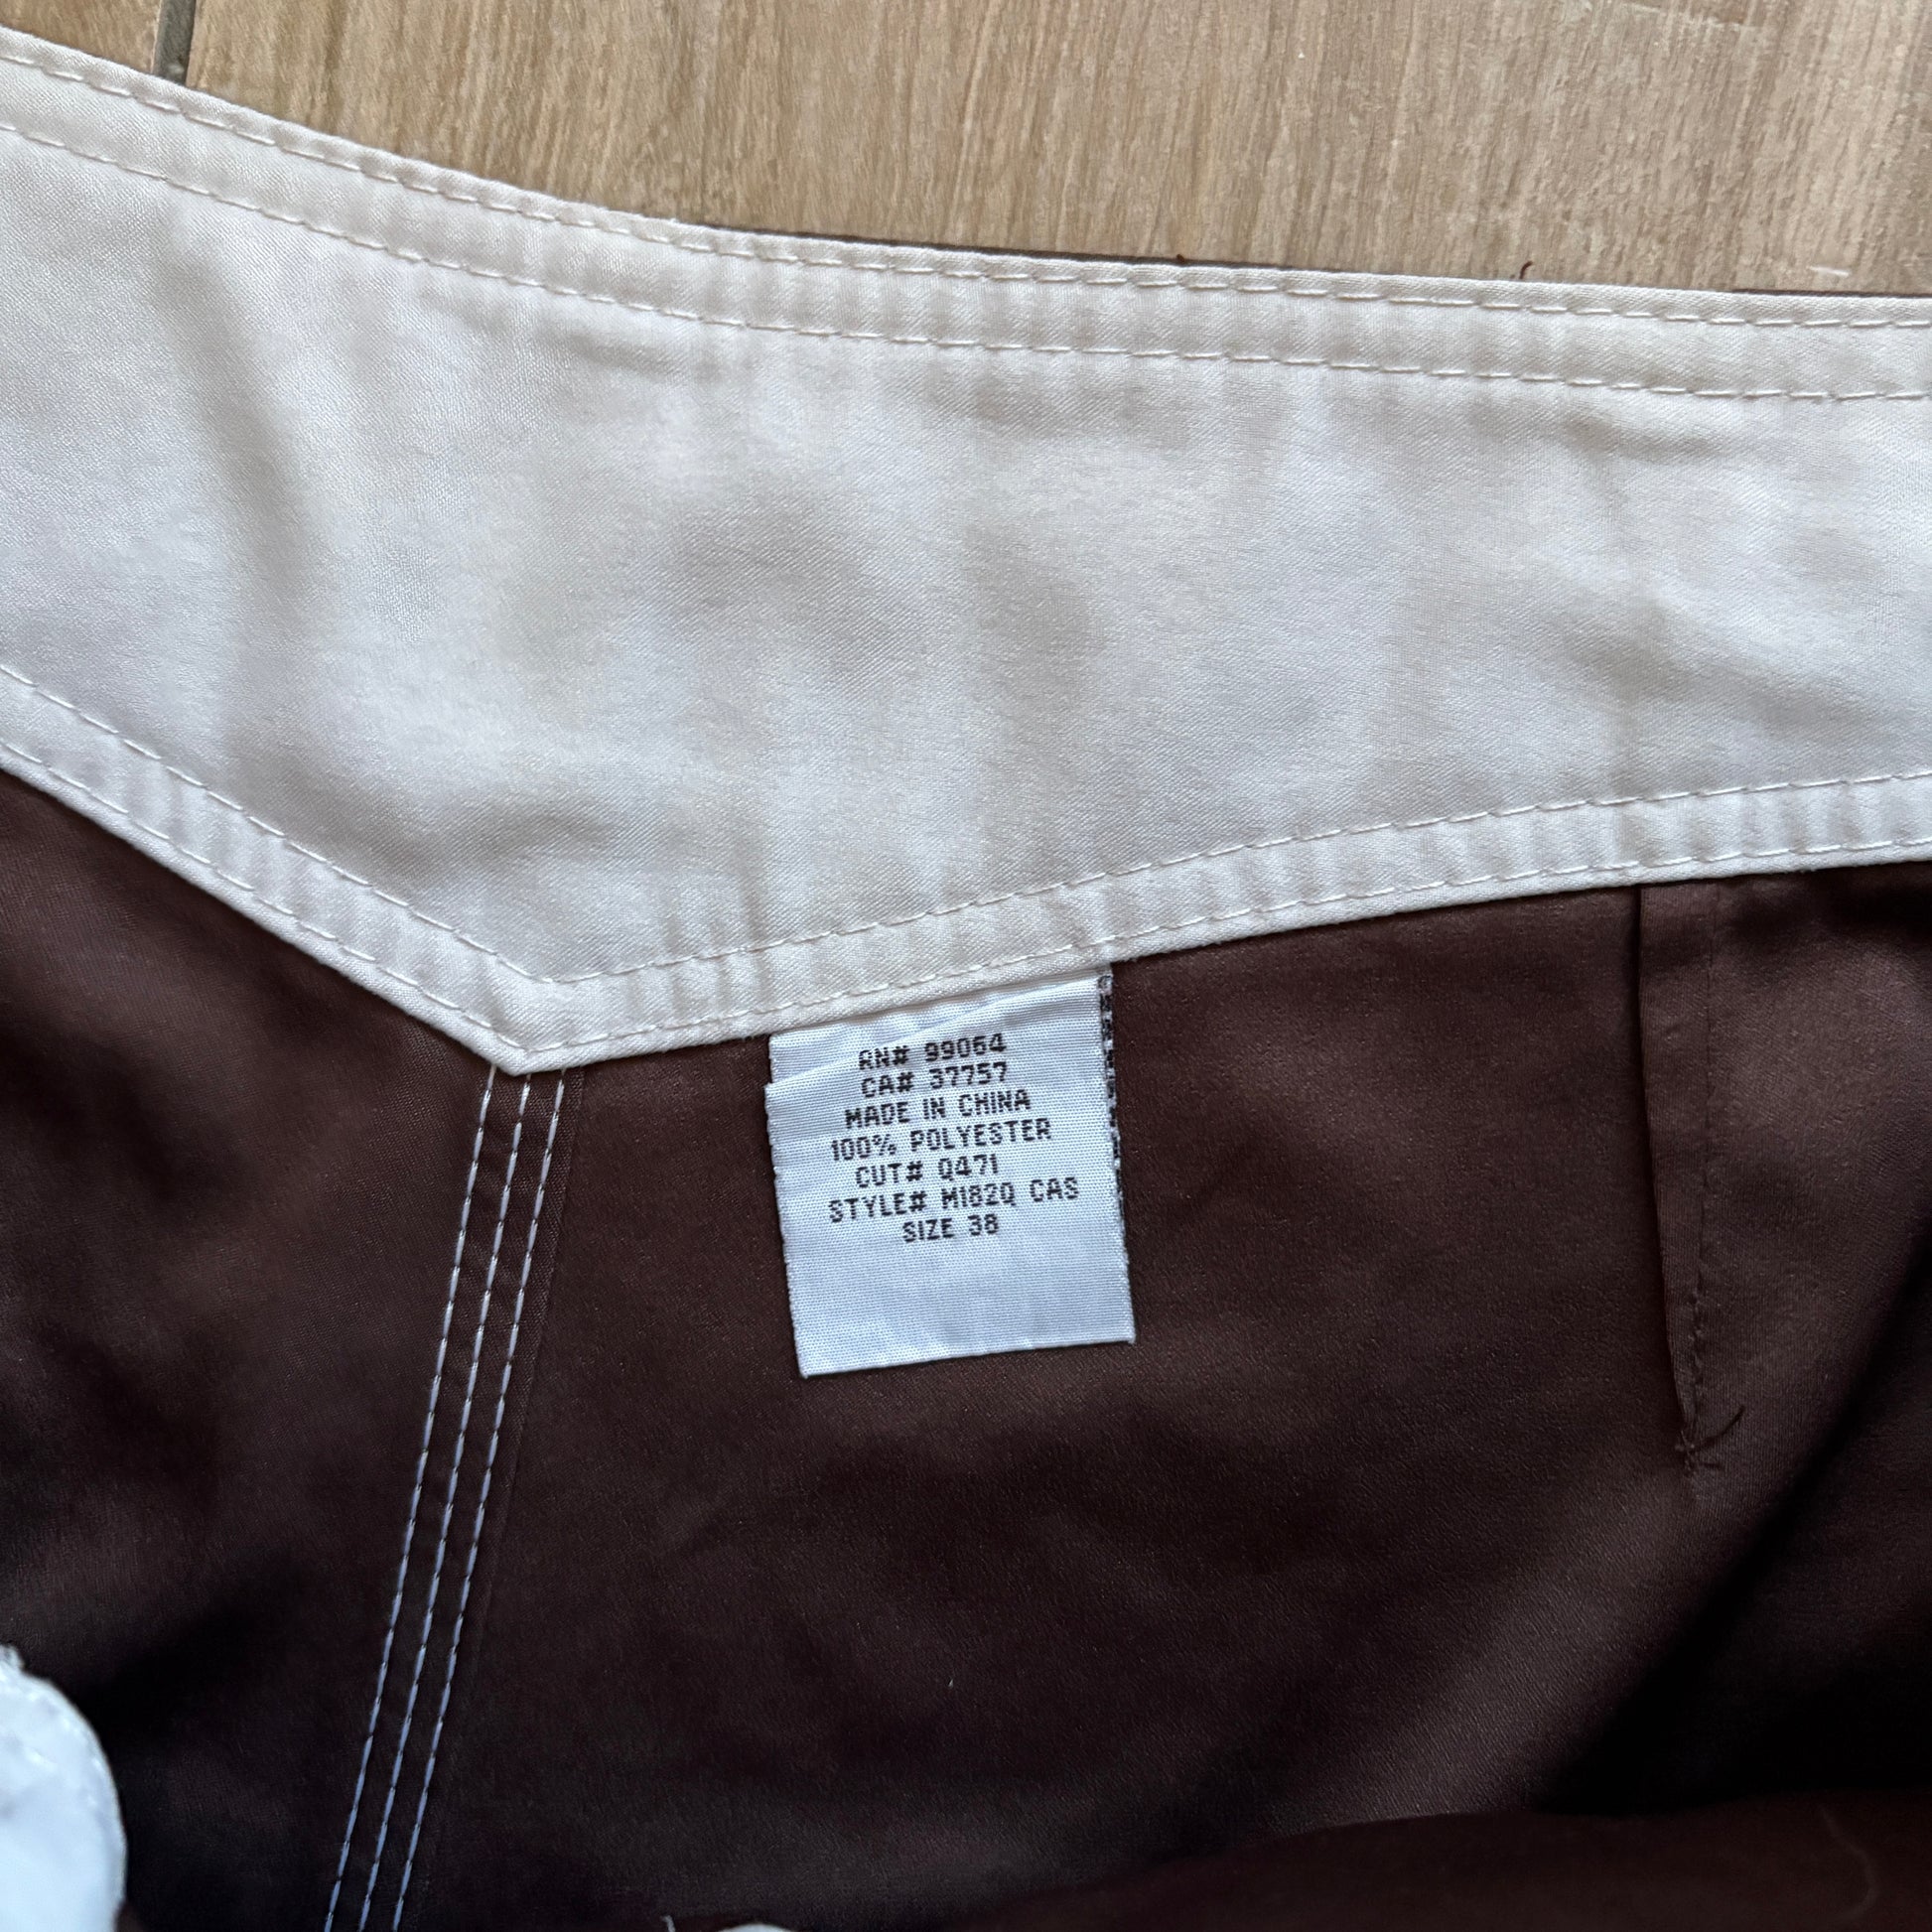 RN# 99064
CA# 37757
MADE IN CHINA
100% POLYESTER
CUT# Q471
STYLE# M182Q CAS
SIZE 38